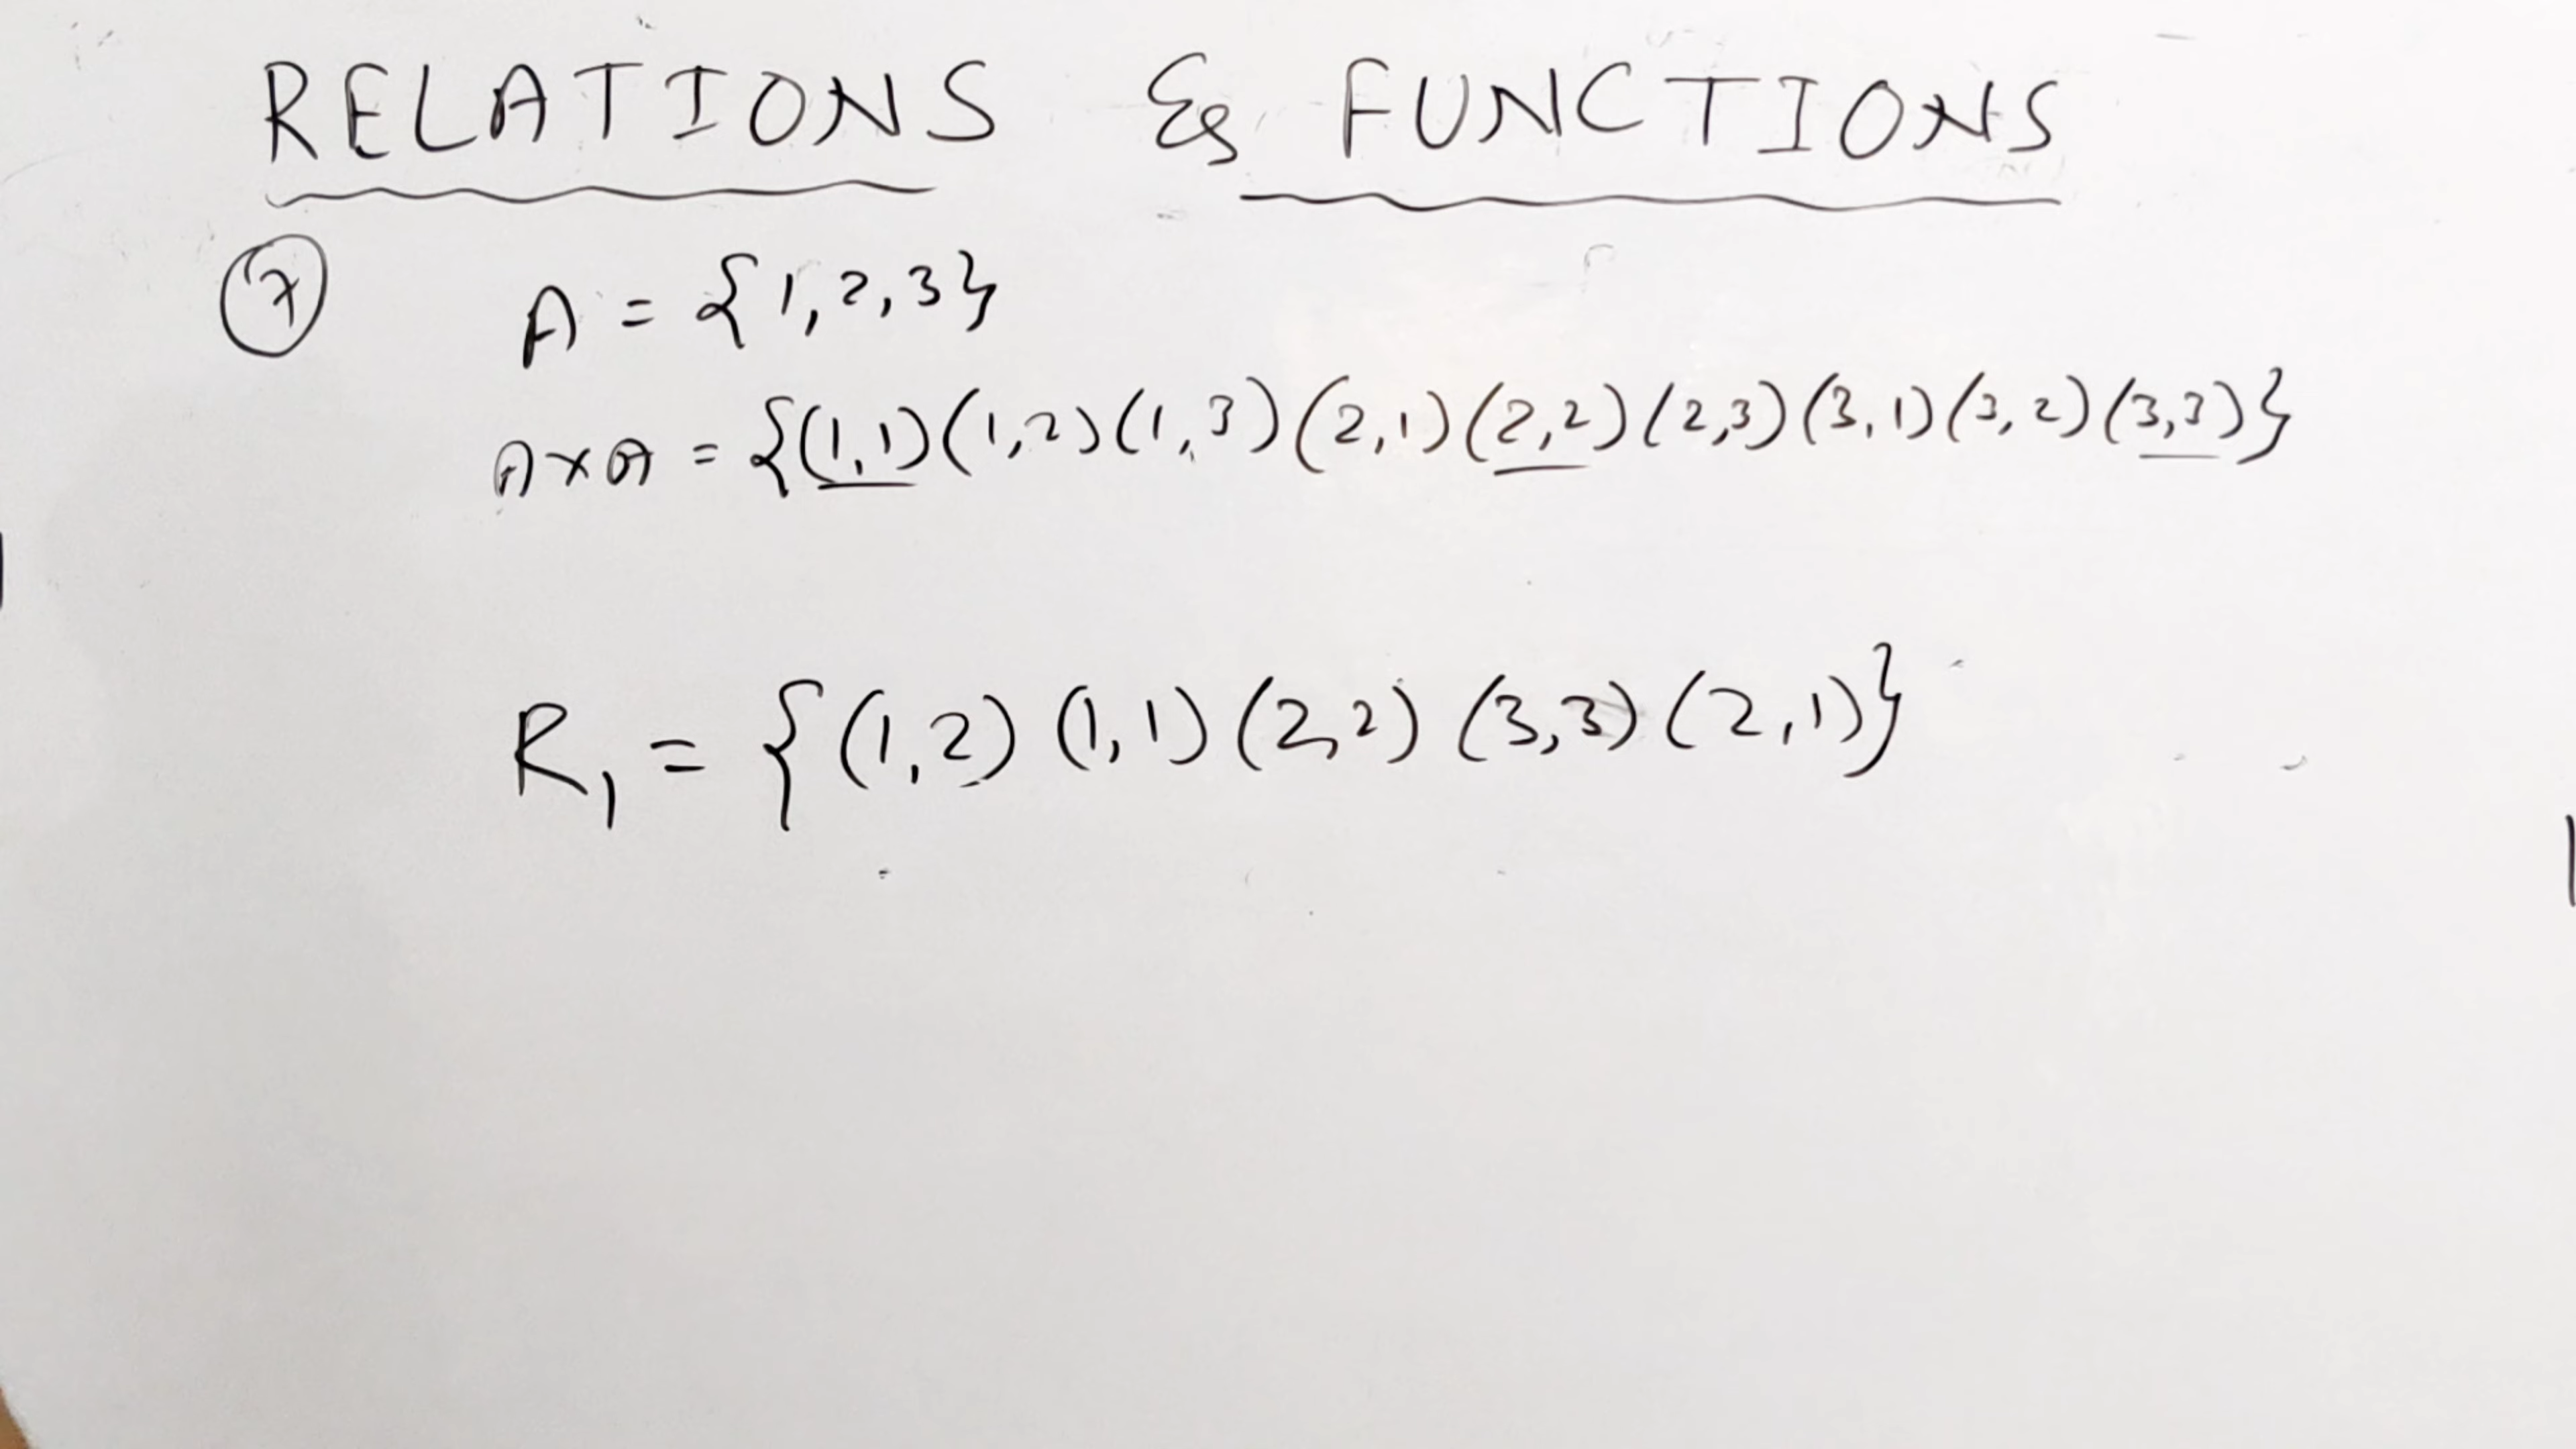 RELATIONS & FUNCTIONS
7 A = {1, 2, 3}
A × A = {(1,1)(1,2)(1,3)(2,1)(2,2)(2,3)(3,1)(3,2)(3,3)}
R₁ = {(1,2) (1,1) (2,2) (3,3) (2,1)}